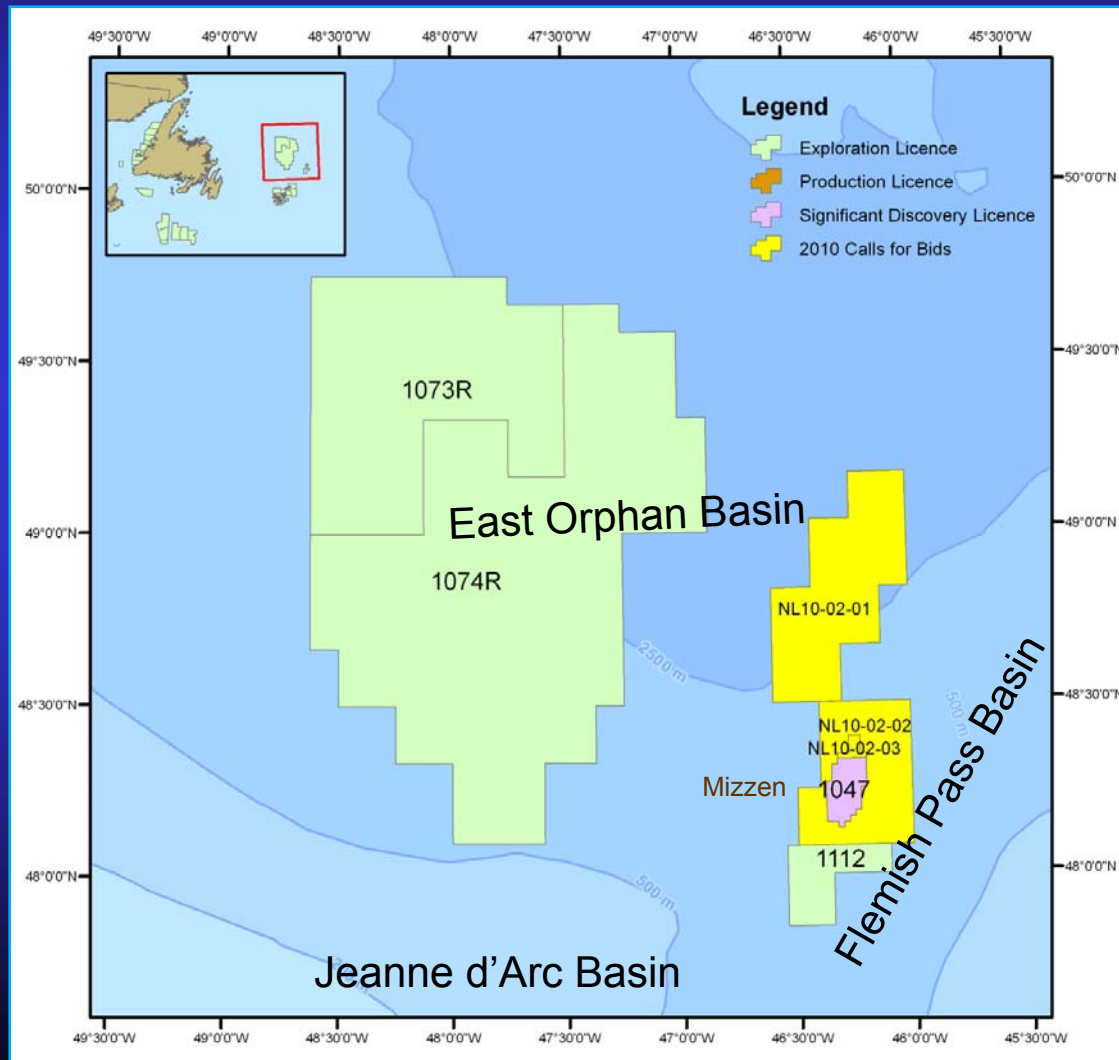 49°30'0"W 49°0'0"W 48°30'0"W 48°0'0"W 47°30'0"W 47°0'0"W 46°30'0"W 46°0'0"W 45°30'0"W
Legend
Exploration Licence
Production Licence
Significant Discovery Licence
2010 Calls for Bids
50°0'0"N
50°0'0"N
49°30'0"N
49°30'0"N
1073R
East Orphan Basin
49°0'0"N
49°0'0"N
1074R
NL10-02-01
2500 m
48°30'0"N
48°30'0"N
500 m
Flemish Pass Basin
NL10-02-02
NL10-02-03
Mizzen
1047
1112
48°0'0"N
48°0'0"N
500 m
Jeanne d'Arc Basin
49°30'0"W 49°0'0"W 48°30'0"W 48°0'0"W 47°30'0"W 47°0'0"W 46°30'0"W 46°0'0"W 45°30'0"W